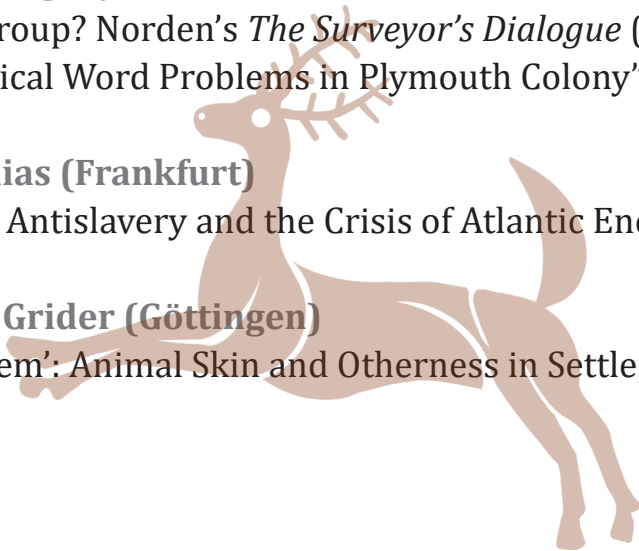 roup? Norden’s The Surveyor’s Dialogue (
ical Word Problems in Plymouth Colony”
ias (Frankfurt)
Antislavery and the Crisis of Atlantic En
Grider (Göttingen)
em’: Animal Skin and Otherness in Settle